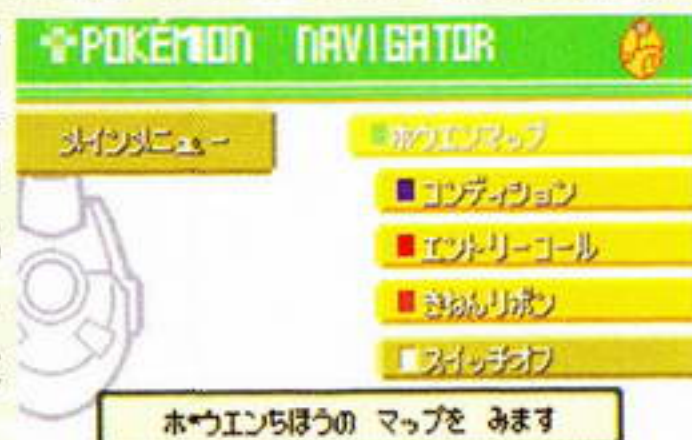 POKÉMON NAVIGATOR
メインメニュー
ホウエンマップ
コンディション
エントリーコール
きねんリボン
スイッチオフ
ホウエンちほうの マップを みます